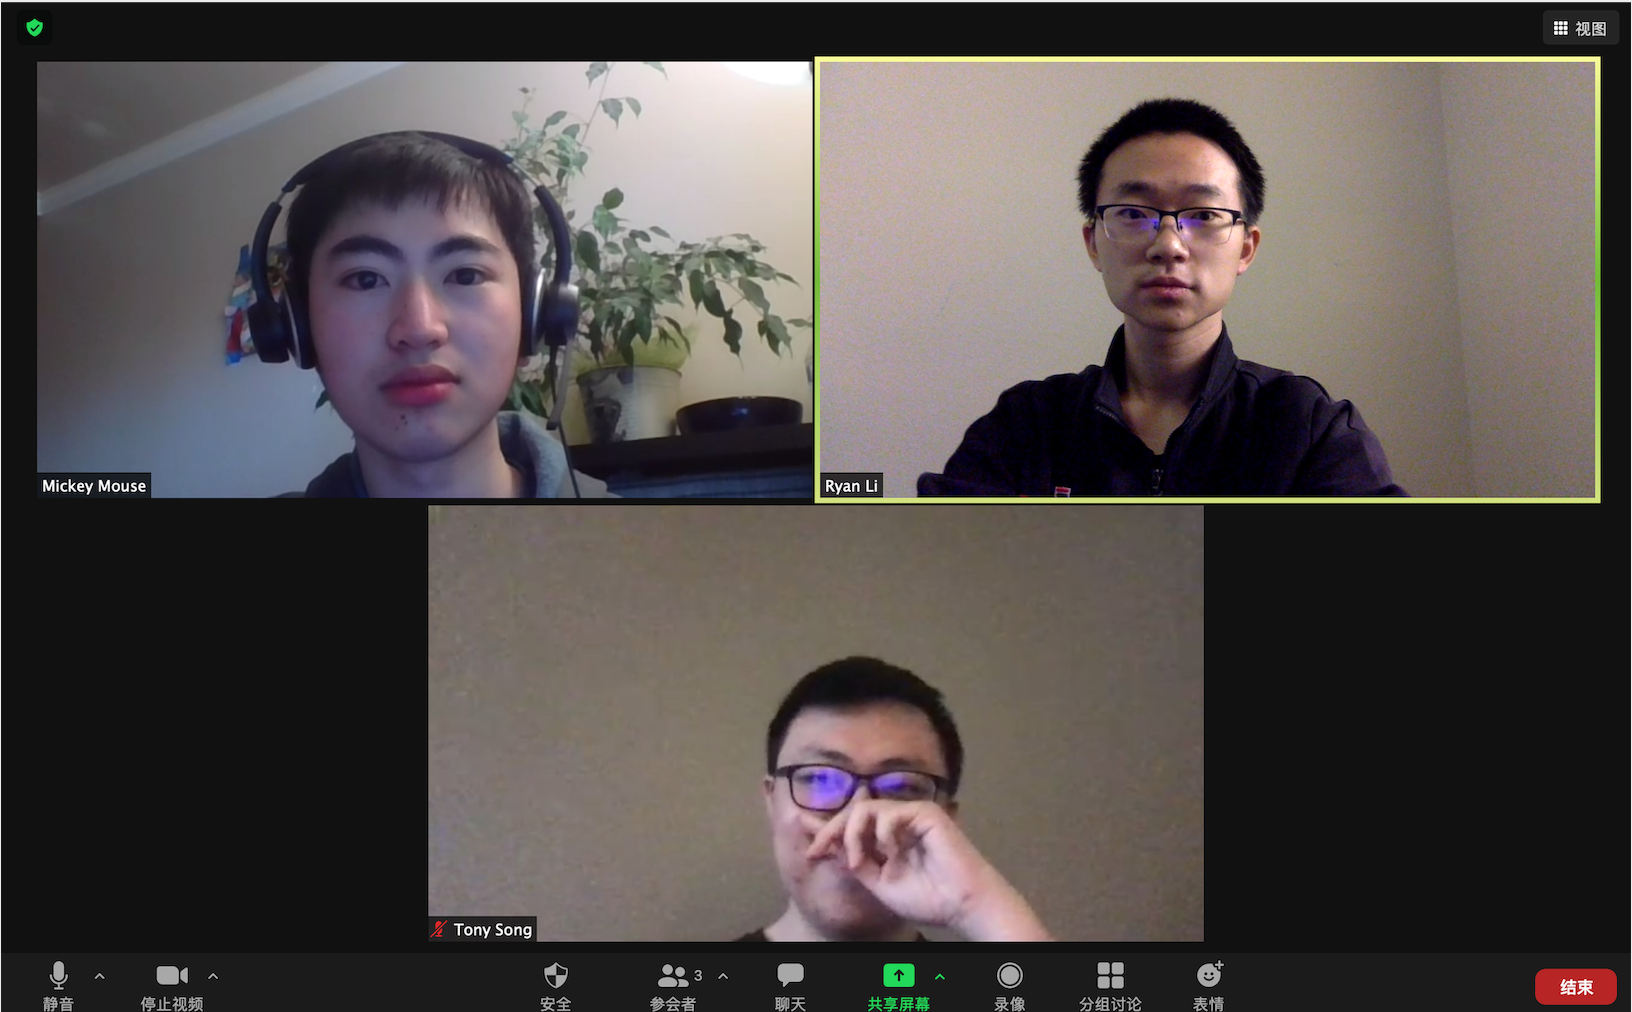 视图
Mickey Mouse
Ryan Li
Tony Song
静音
停止视频
安全
3
参会者
聊天
共享屏幕
录像
分组讨论
表情
结束